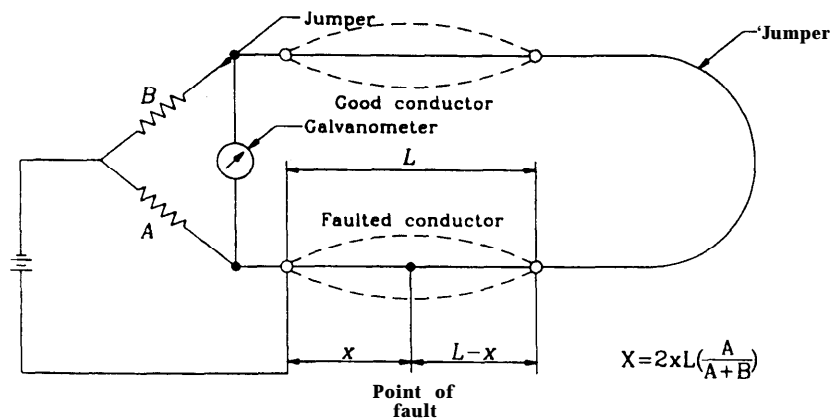 Jumper
‘Jumper
B
Good conductor
Galvanometer
L
A
Faulted conductor
x
L-x
X=2xL(A/A+B)
Point of
fault